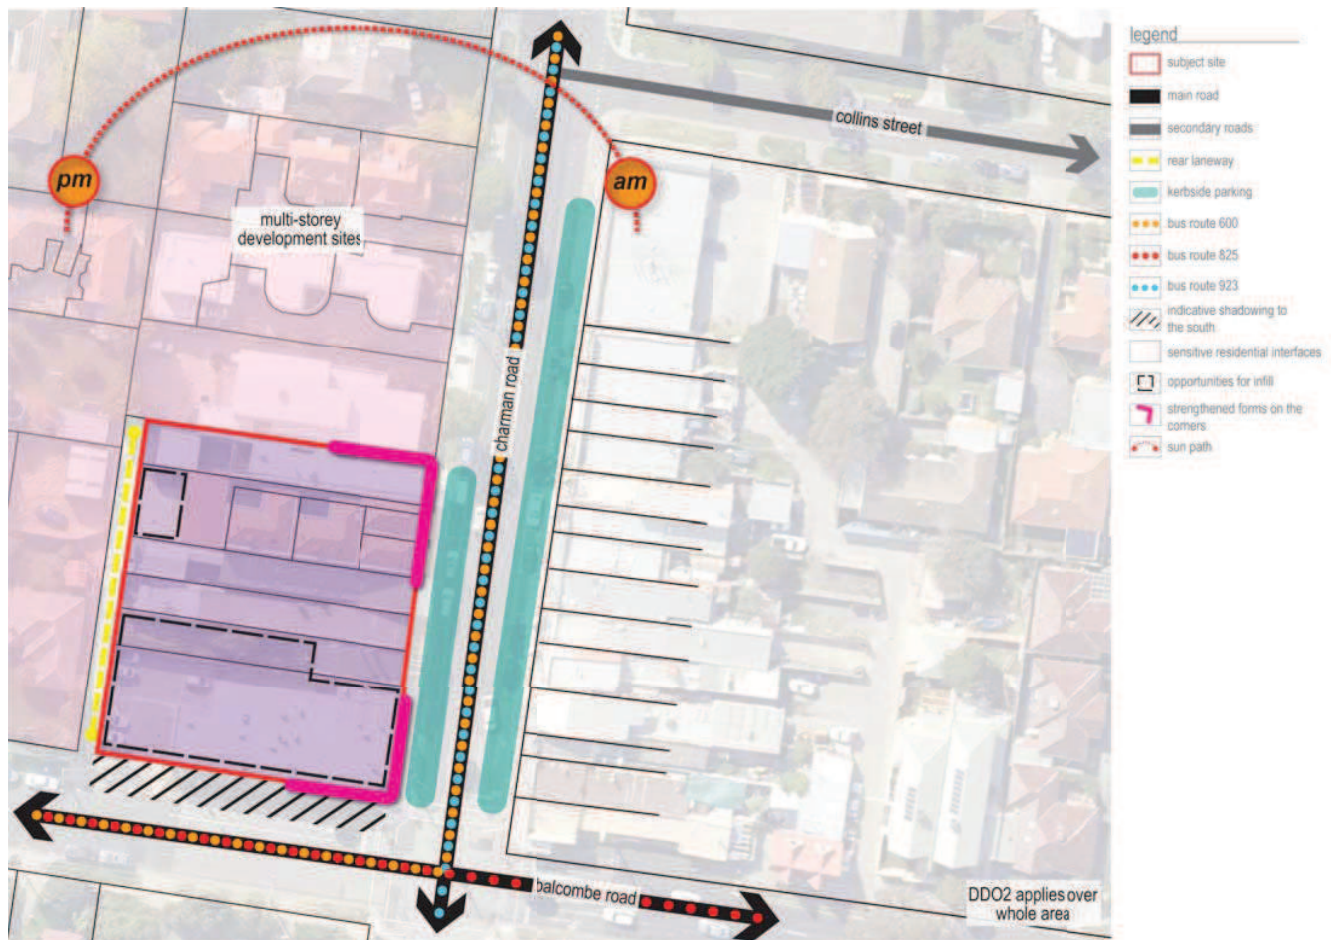 legend
subject site
main road
secondary roads
rear laneway
kerbside parking
bus route 600
bus route 825
bus route 923
indicative shadowing to
the south
sensitive residential interfaces
opportunities for infill
strengthened forms on the
corners
sun path
collins street
pm
am
multi-storey
development sites
charman road
balcombe road
DDO2 applies over
whole area